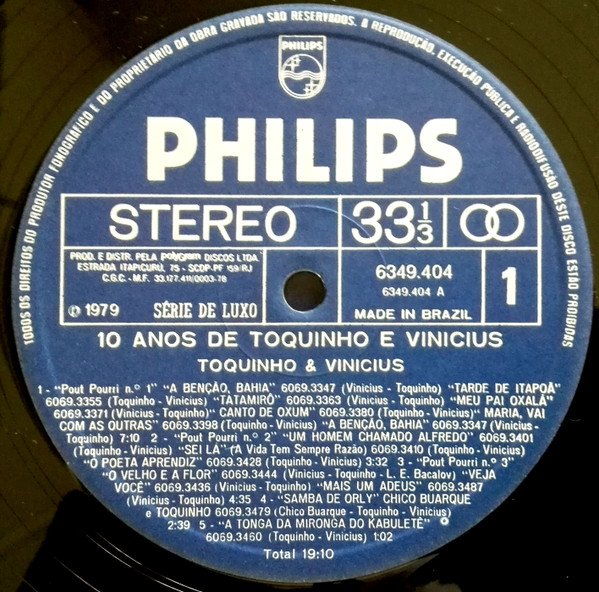 TODOS OS DIREITOS DO PRODUTOR FONOGRÁFICO E DO PROPRIETÁRIO DA OBRA GRAVADA SÃO RESERVADOS. A REPRODUÇÃO, EXECUÇÃO PÚBLICA E RADIODIFUSÃO DESTE DISCO ESTÃO PROIBIDAS
PHILIPS
PHILIPS
STEREO 33 1/3
PROD. E DISTR. PELA PolyGram DISCOS LTDA.
ESTRADA ITAPICURÚ, 75 - SCDP-PF 159/RJ
C.G.C. - M.F. 33.127.411/0003-78
6349.404
6349.404 A
1
℗ 1979 SÉRIE DE LUXO MADE IN BRAZIL
10 ANOS DE TOQUINHO E VINICIUS
TOQUINHO & VINICIUS
1 - "Pout Pourri n.º 1" "A BENÇÃO, BAHIA" 6069.3347 (Vinicius - Toquinho) "TARDE DE ITAPOÃ"
6069.3355 (Toquinho - Vinicius) "TATAMIRÔ" 6069.3363 (Vinicius - Toquinho) "MEU PAI OXALÁ"
6069.3371 (Vinicius - Toquinho) "CANTO DE OXUM" 6069.3380 (Toquinho - Vinicius) "MARIA, VAI
COM AS OUTRAS" 6069.3398 (Toquinho - Vinicius) "A BENÇÃO, BAHIA" 6069.3347 (Vinicius -
Toquinho) 7:10 2 - "Pout Pourri n.º 2" "UM HOMEM CHAMADO ALFREDO" 6069.3401
(Toquinho - Vinicius) "SEI LÁ" (A Vida Tem Sempre Razão) 6069.3410 (Toquinho - Vinicius)
"O POETA APRENDIZ" 6069.3428 (Toquinho - Vinicius) 3:32 3 - "Pout Pourri n.º 3"
"O VELHO E A FLOR" 6069.3444 (Vinicius - Toquinho - L. E. Bacalov) "VEJA
VOCÊ" 6069.3436 (Vinicius - Toquinho) "MAIS UM ADEUS" 6069.3487
(Vinicius - Toquinho) 4:35 4 - "SAMBA DE ORLY" CHICO BUARQUE
e TOQUINHO 6069.3479 (Chico Buarque - Toquinho - Vinicius)
2:39 5 - "A TONGA DA MIRONGA DO KABULETÊ"
6069.3460 (Toquinho - Vinicius) 1:02
Total 19:10